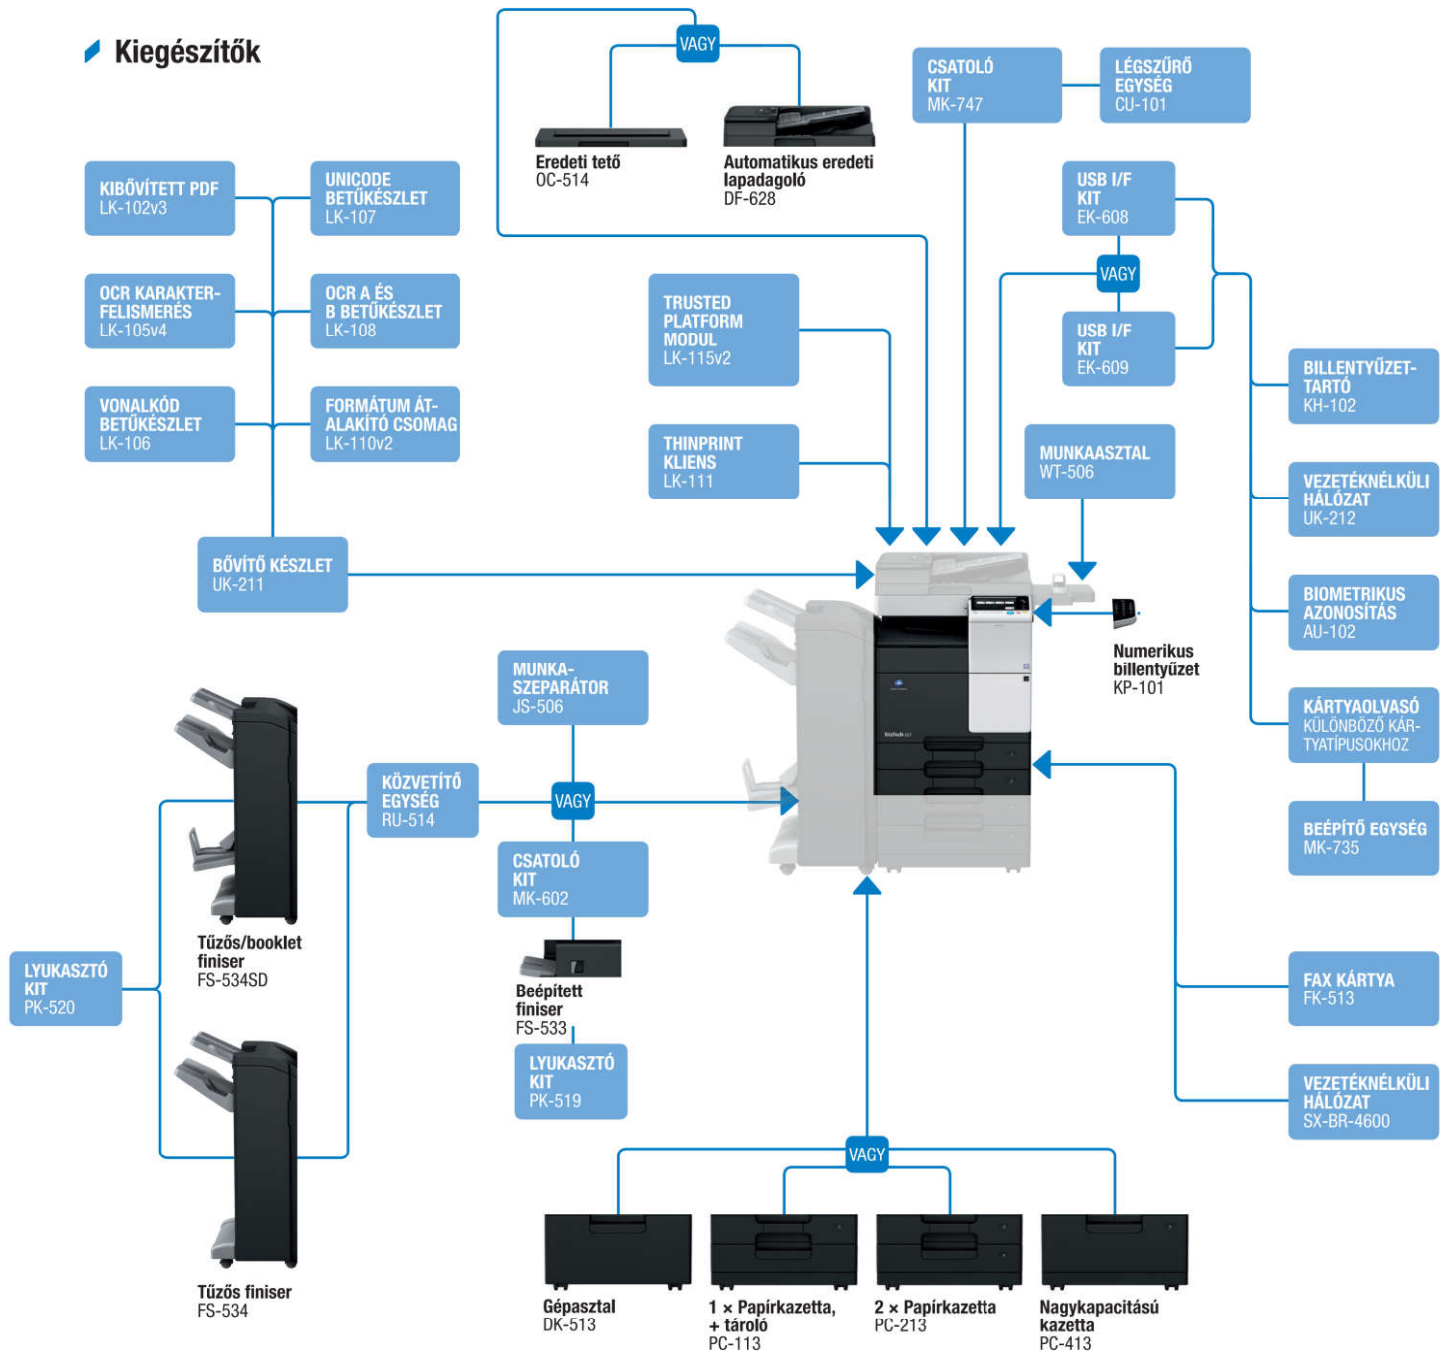 Kiegészítők
VAGY
Eredeti tető
OC-514
Automatikus eredeti
lapadagoló
DF-628
CSATOLÓ
KIT
MK-747
LÉGSZŰRŐ
EGYSÉG
CU-101
KIBŐVÍTETT PDF
LK-102v3
UNICODE
BETŰKÉSZLET
LK-107
OCR KARAKTER-
FELISMERÉS
LK-105v4
OCR A ÉS
B BETŰKÉSZLET
LK-108
VONALKÓD
BETŰKÉSZLET
LK-106
FORMÁTUM ÁT-
ALAKÍTÓ CSOMAG
LK-110v2
BŐVÍTŐ KÉSZLET
UK-211
TRUSTED
PLATFORM
MODUL
LK-115v2
THINPRINT
KLIENS
LK-111
USB I/F
KIT
EK-608
VAGY
USB I/F
KIT
EK-609
MUNKAASZTAL
WT-506
BILLENTYŰZET-
TARTÓ
KH-102
VEZETÉKNÉLKÜLI
HÁLÓZAT
UK-212
BIOMETRIKUS
AZONOSÍTÁS
AU-102
KÁRTYAOLVASÓ
KÜLÖNBÖZŐ KÁR-
TYATÍPUSOKHOZ
BEÉPÍTŐ EGYSÉG
MK-735
Numerikus
billentyűzet
KP-101
bizhub
MUNKA-
SZEPARÁTOR
JS-506
KÖZVETÍTŐ
EGYSÉG
RU-514
VAGY
CSATOLÓ
KIT
MK-602
Beépített
finiser
FS-533
LYUKASZTÓ
KIT
PK-519
Tűzős/booklet
finiser
FS-534SD
LYUKASZTÓ
KIT
PK-520
Tűzős finiser
FS-534
FAX KÁRTYA
FK-513
VEZETÉKNÉLKÜLI
HÁLÓZAT
SX-BR-4600
VAGY
Gépasztal
DK-513
1 × Papírkazetta,
+ tároló
PC-113
2 × Papírkazetta
PC-213
Nagykapacitású
kazetta
PC-413